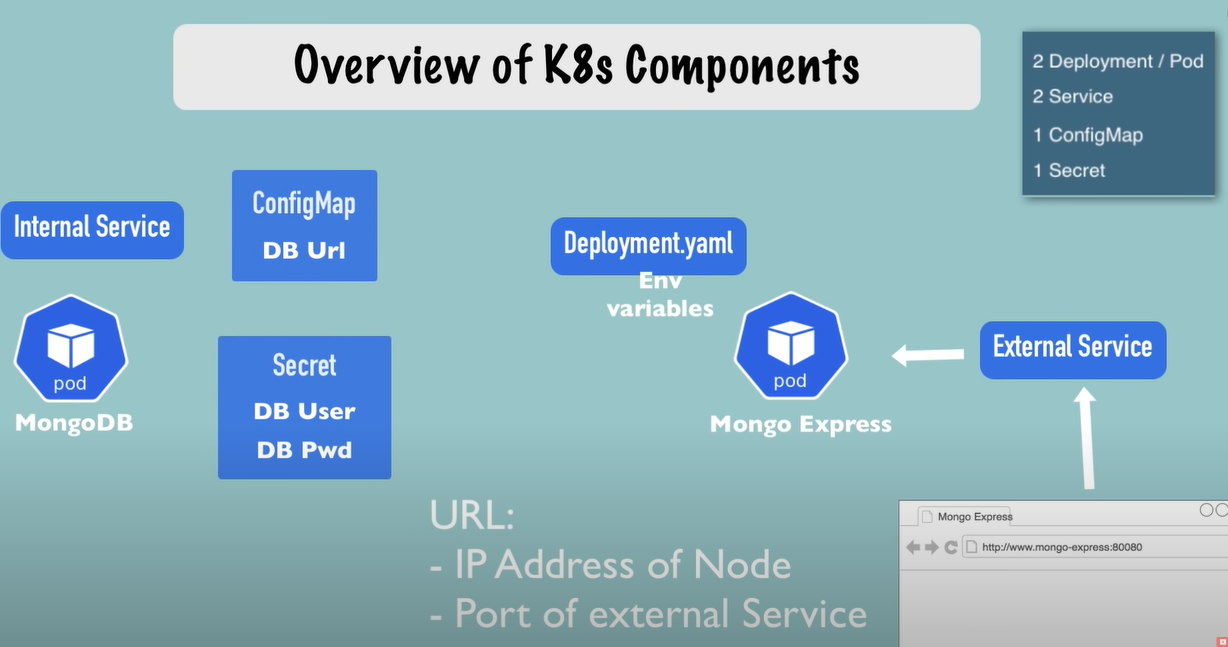 Overview of K8s Components
2 Deployment / Pod
2 Service
1 ConfigMap
1 Secret
Internal Service
pod
MongoDB
ConfigMap
DB Url
Secret
DB User
DB Pwd
Deployment.yaml
Env
variables
pod
Mongo Express
External Service
URL:
- IP Address of Node
- Port of external Service
Mongo Express
http://www.mongo-express:80080